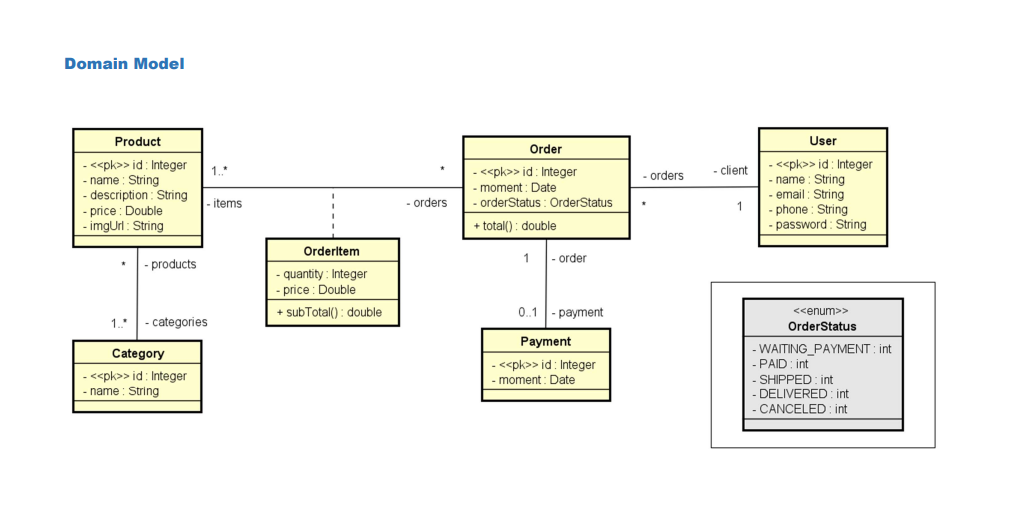 Domain Model
Product
- <<pk>> id : Integer
- name : String
- description : String
- price : Double
- imgUrl : String
1..*
- items
*
- orders
OrderItem
- quantity : Integer
- price : Double
+ subTotal() : double
Order
- <<pk>> id : Integer
- moment : Date
- orderStatus : OrderStatus
+ total() : double
- orders
*
- client
1
User
- <<pk>> id : Integer
- name : String
- email : String
- phone : String
- password : String
* - products
1..* - categories
Category
- <<pk>> id : Integer
- name : String
1 - order
0..1 - payment
Payment
- <<pk>> id : Integer
- moment : Date
<<enum>>
OrderStatus
- WAITING_PAYMENT : int
- PAID : int
- SHIPPED : int
- DELIVERED : int
- CANCELED : int